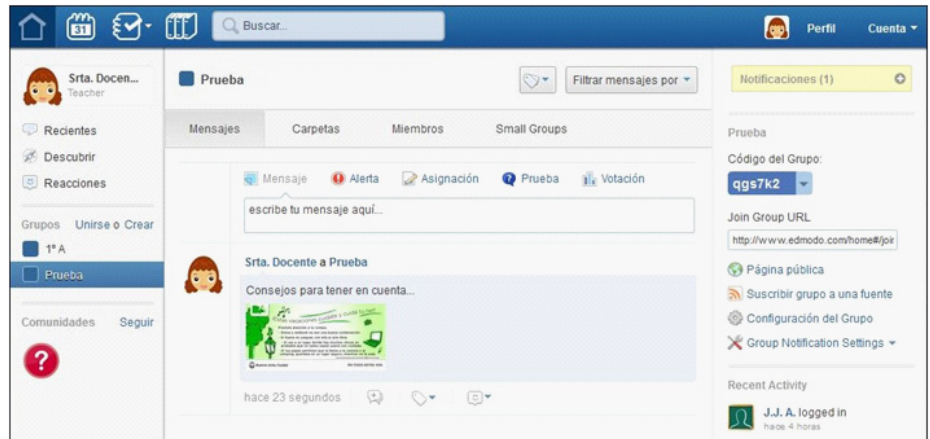 31
Buscar...
Perfil
Cuenta
Srta. Docen...
Teacher
Recientes
Descubrir
Reacciones
Grupos Unirse o Crear
1º A
Prueba
Comunidades Seguir
?
Prueba
Filtrar mensajes por
Mensajes Carpetas Miembros Small Groups
Mensaje Alerta Asignación Prueba Votación
escribe tu mensaje aquí...
Srta. Docente a Prueba
Consejos para tener en cuenta...
hace 23 segundos
Notificaciones (1)
Prueba
Código del Grupo:
qgs7k2
Join Group URL
http://www.edmodo.com/home#/join
Página pública
Suscribir grupo a una fuente
Configuración del Grupo
Group Notification Settings
Recent Activity
J.J. A. logged in
hace 4 horas